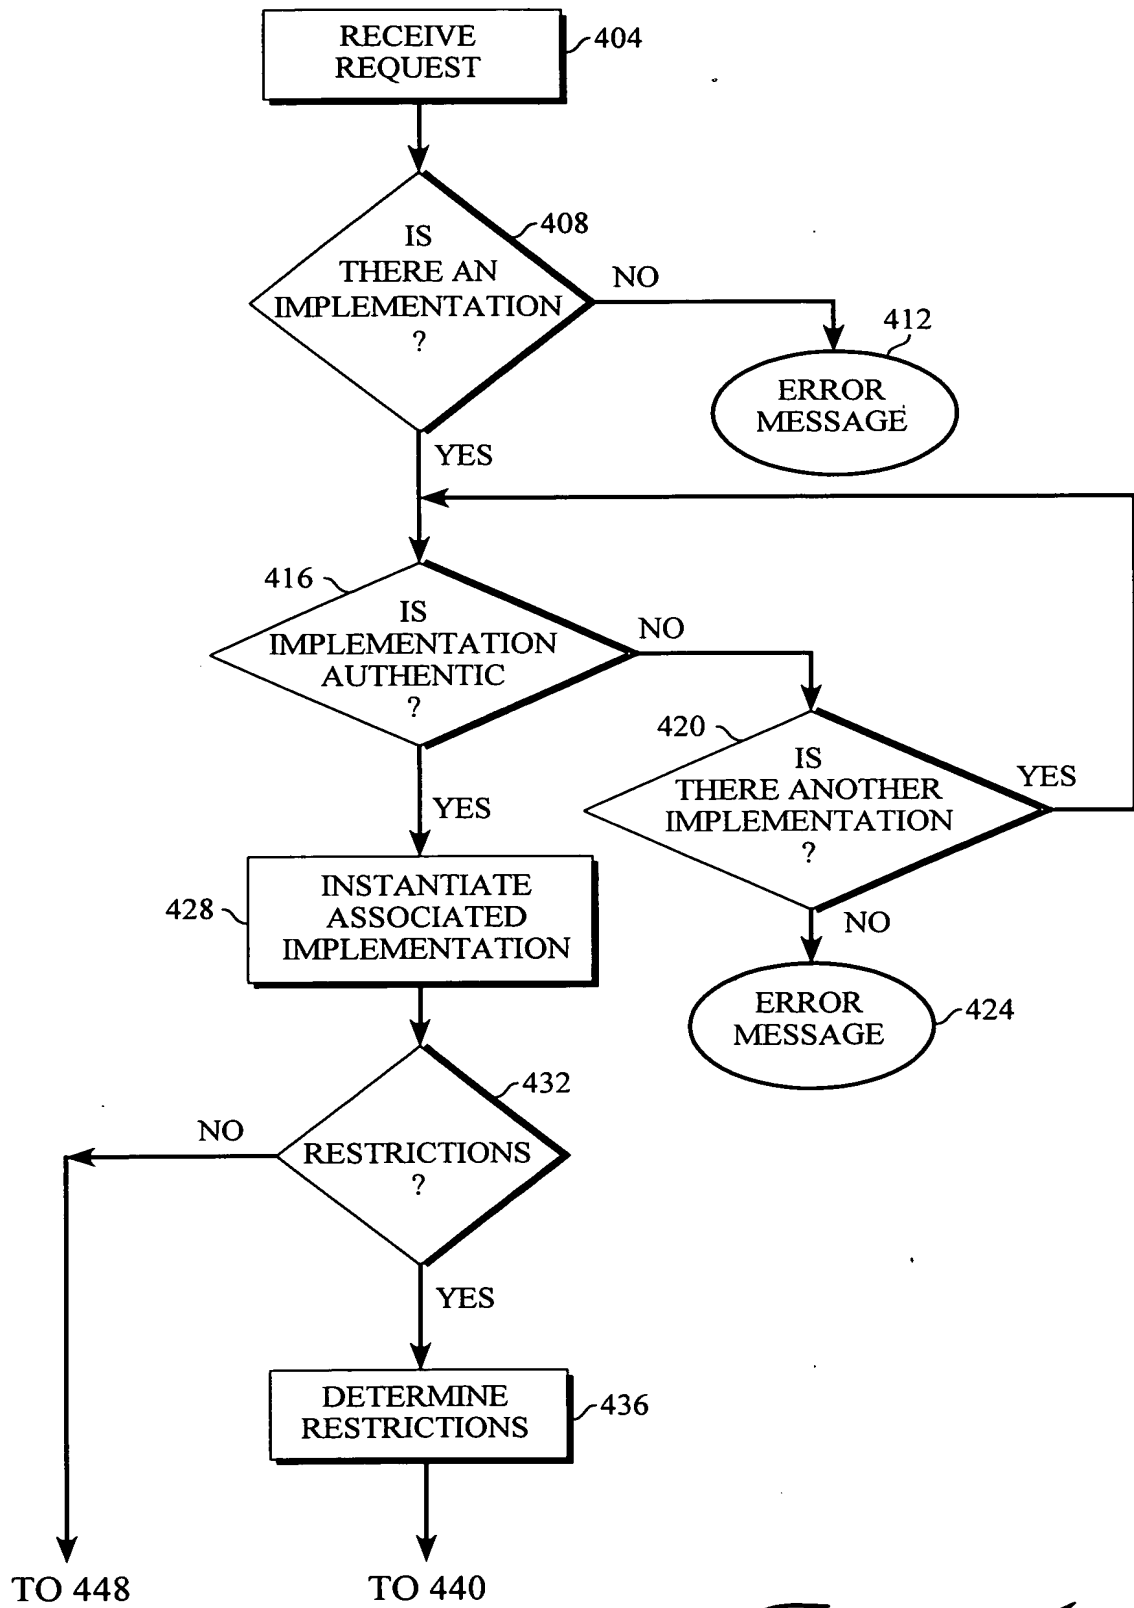 RECEIVE
REQUEST
404
408
IS
THERE AN
IMPLEMENTATION
?
NO
412
ERROR
MESSAGE
YES
416
IS
IMPLEMENTATION
AUTHENTIC
?
NO
420
IS
THERE ANOTHER
IMPLEMENTATION
?
YES
YES
NO
428
INSTANTIATE
ASSOCIATED
IMPLEMENTATION
ERROR
MESSAGE
424
432
NO
RESTRICTIONS
?
YES
DETERMINE
RESTRICTIONS
436
TO 448
TO 440